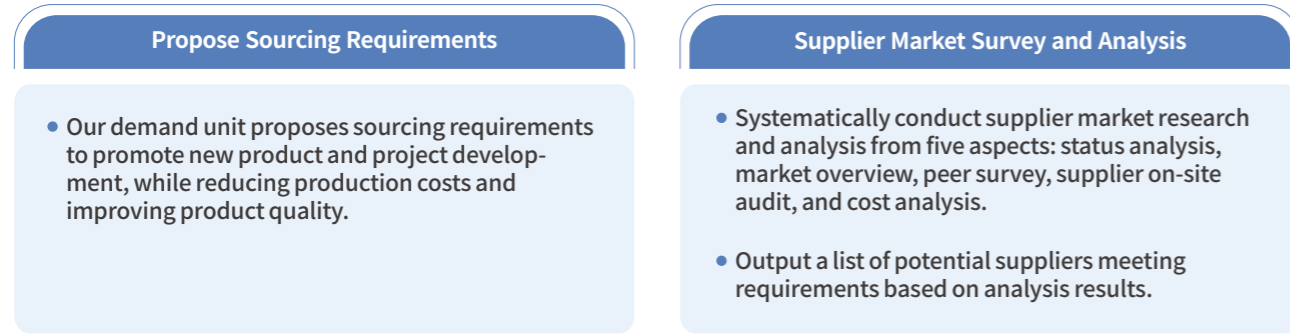 Propose Sourcing Requirements
• Our demand unit proposes sourcing requirements
to promote new product and project develop-
ment, while reducing production costs and
improving product quality.
Supplier Market Survey and Analysis
• Systematically conduct supplier market research
and analysis from five aspects: status analysis,
market overview, peer survey, supplier on-site
audit, and cost analysis.
• Output a list of potential suppliers meeting
requirements based on analysis results.